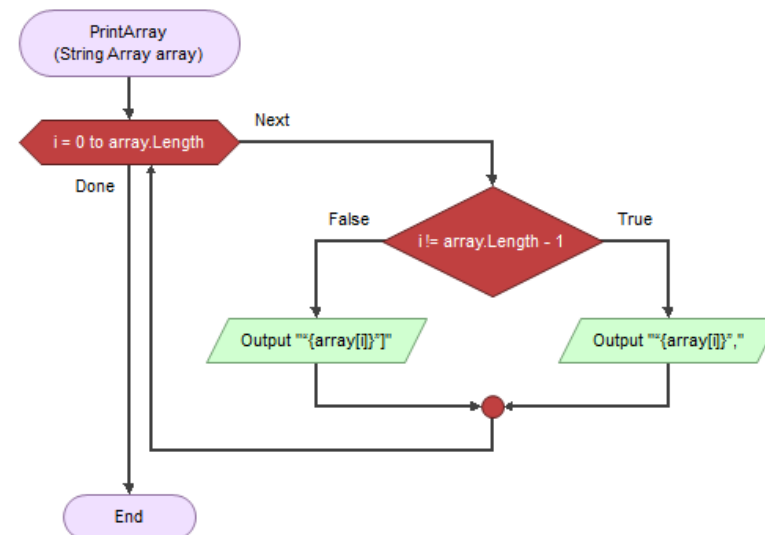 PrintArray
(String Array array)
i = 0 to array.Length
Next
Done
False
True
i != array.Length - 1
Output "“{array[i]}”]"
Output "“{array[i]}”,"
End